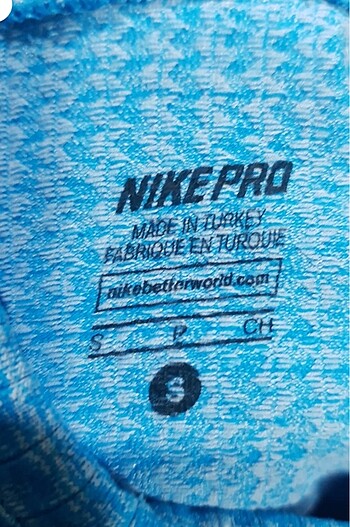 NIKE PRO
MADE IN TURKEY
FABRIQUE EN TURQUIE
nikebetterworld.com
S P CH
S